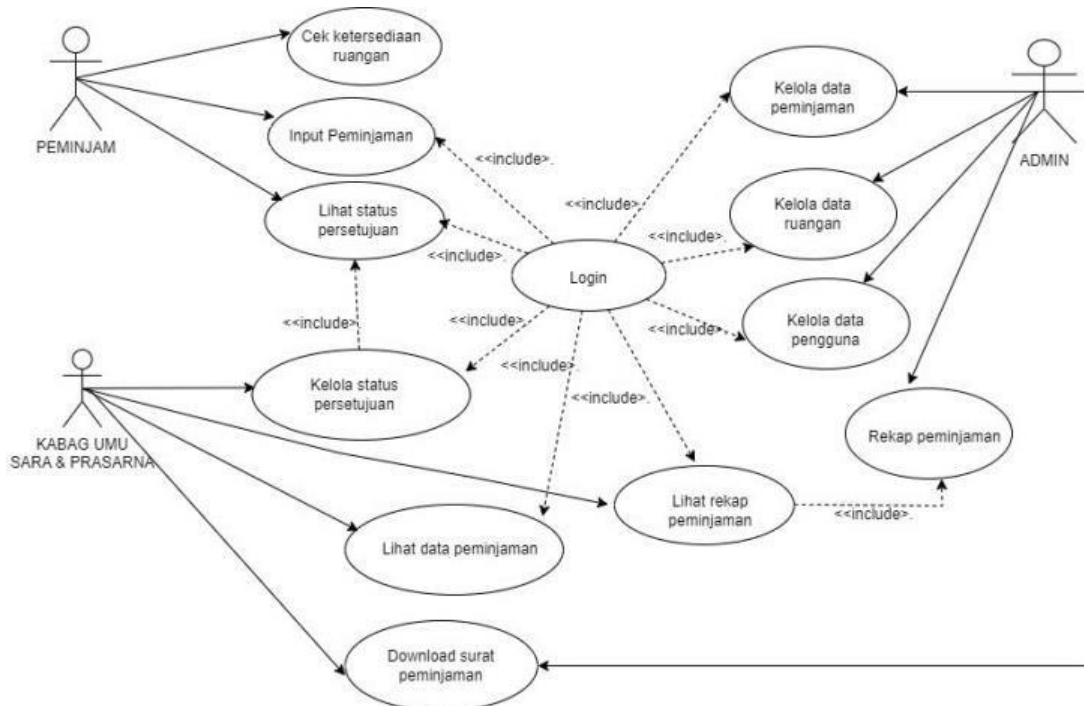 Cek ketersediaan
ruangan
PEMINJAM
Input Peminjaman
Lihat status
persetujuan
Kelola data
peminjaman
ADMIN
<<include>.
<<include>.
Kelola data
ruangan
<<include>.
<<include>.
Login
<<include>
<<include>.
<<include>.
Kelola data
pengguna
Kelola status
persetujuan
<<include>.
<<include>.
KABAG UMU
SARA & PRASARNA
Rekap peminjaman
Lihat rekap
peminjaman
<<include>.
Lihat data peminjaman
Download surat
peminjaman